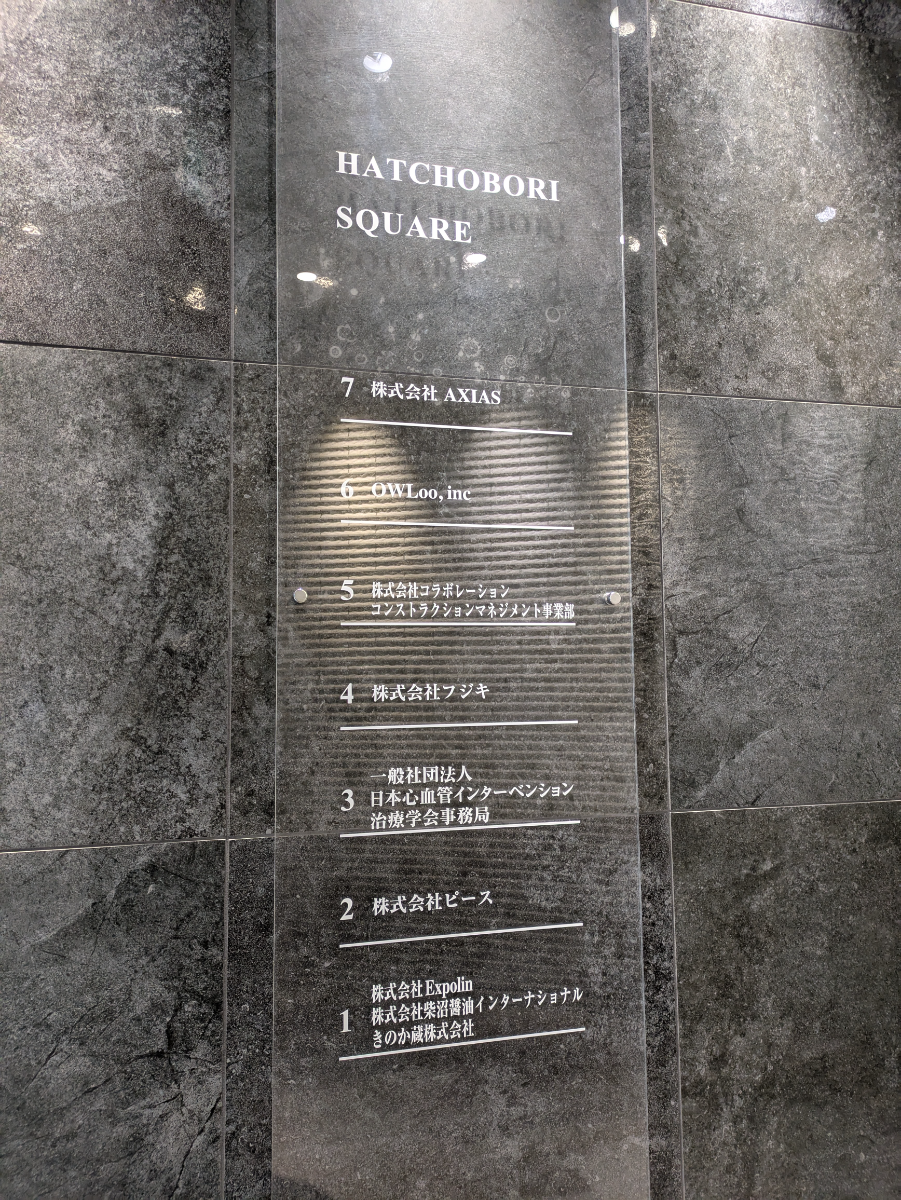 HATCHOBORI
SQUARE
7 株式会社 AXIAS
6 OWLoo, inc
5 株式会社コラボレーション
コンストラクションマネジメント事業部
4 株式会社フジキ
一般社団法人
3 日本心血管インターベンション
治療学会事務局
2 株式会社ピース
株式会社Expolin
1 株式会社柴沼醤油インターナショナル
きのか蔵株式会社